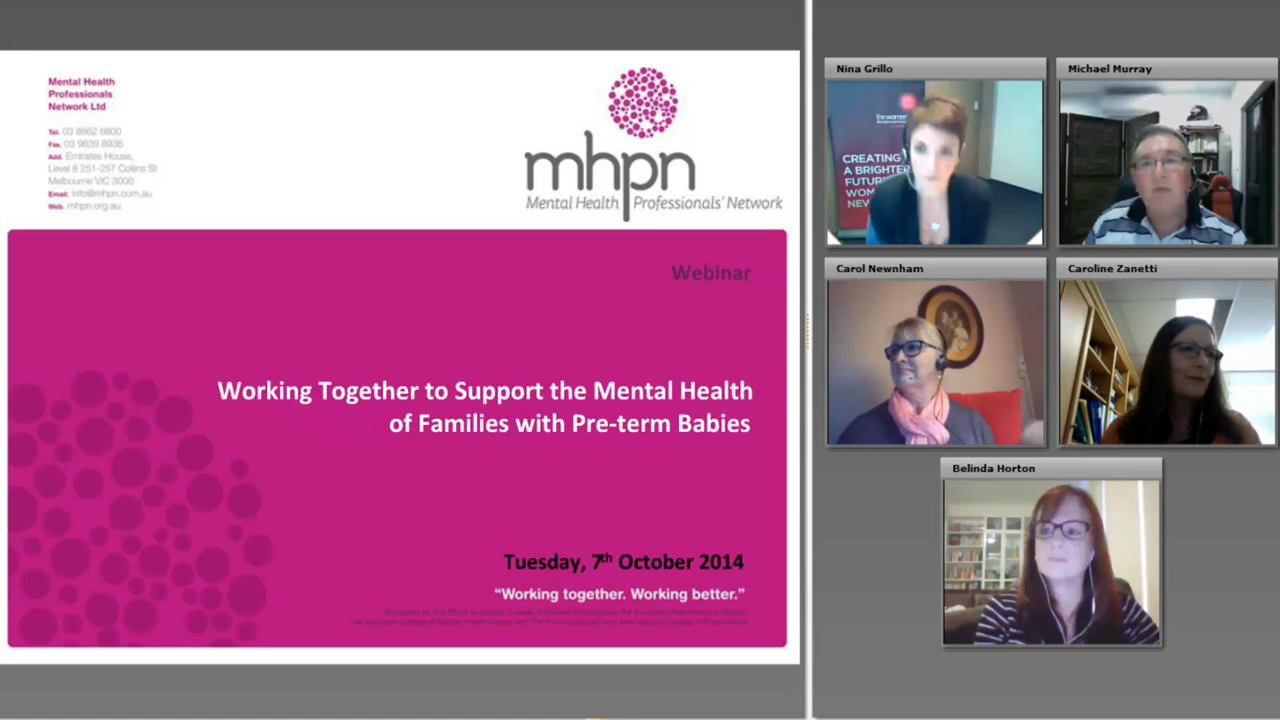 Mental Health
Professionals
Network Ltd
Tel. 03 8662 6600
Fax. 03 9639 8936
Add. Emirates House,
Level 8 251-257 Collins St
Melbourne VIC 3000
Email. info@mhpn.com.au
Web. mhpn.org.au
mhpn
Mental Health Professionals' Network
Webinar
Working Together to Support the Mental Health
of Families with Pre-term Babies
Tuesday, 7th October 2014
“Working together. Working better.”
Nina Grillo
the women's
CREATING
A BRIGHTER
FUTUR
WOM
NEW
Michael Murray
Carol Newnham
Caroline Zanetti
Belinda Horton